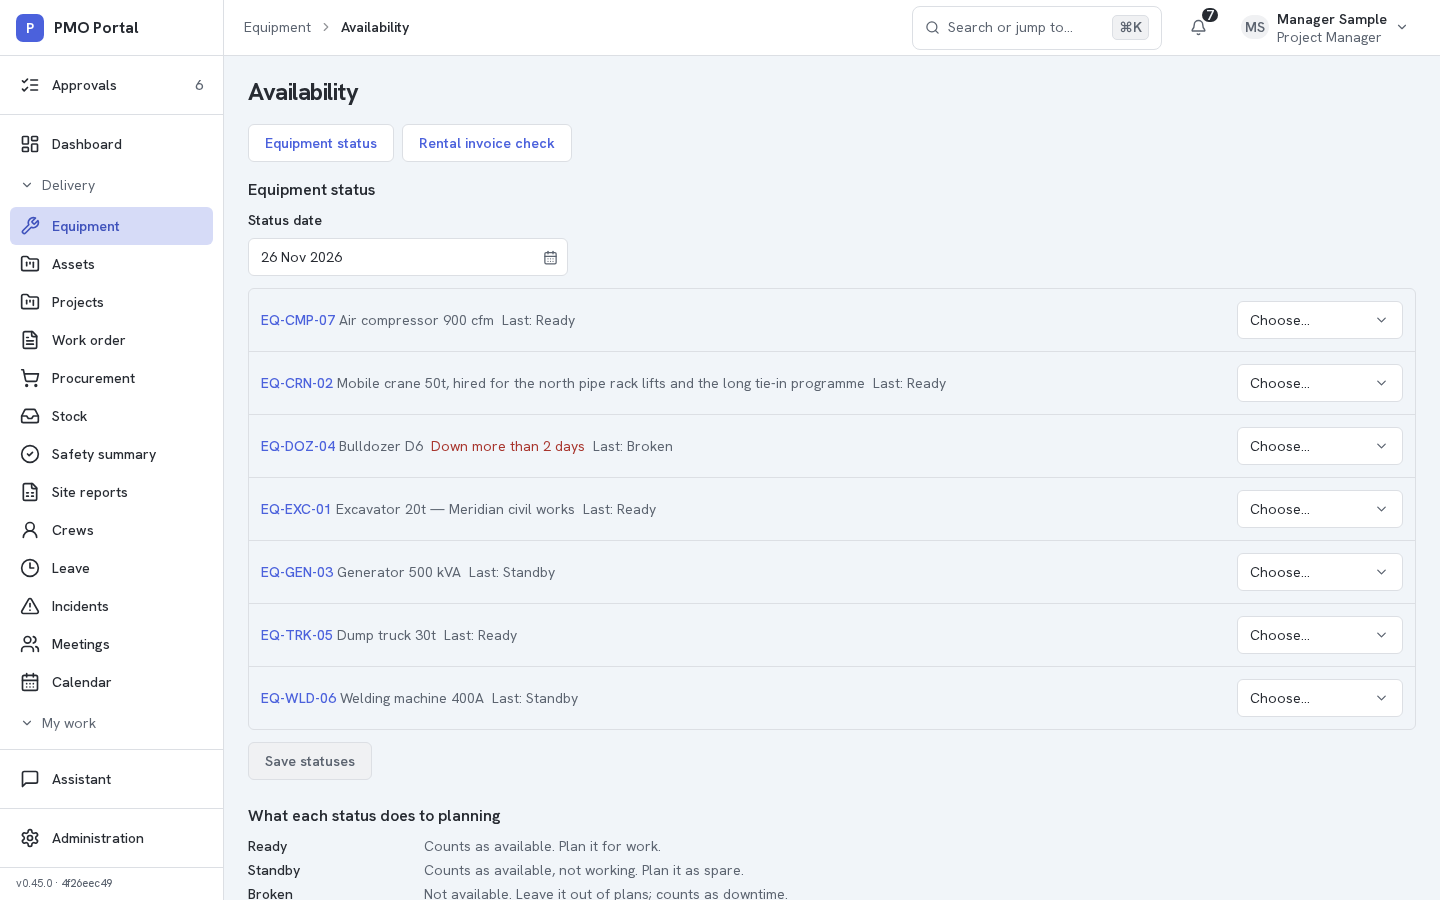 P PMO Portal
Equipment > Availability
Search or jump to... ⌘K
7
MS
Manager Sample
Project Manager
Approvals 6
Dashboard
Delivery
Equipment
Assets
Projects
Work order
Procurement
Stock
Safety summary
Site reports
Crews
Leave
Incidents
Meetings
Calendar
My work
Assistant
Administration
v0.45.0 · 4f26eec49
Availability
Equipment status Rental invoice check
Equipment status
Status date
26 Nov 2026
EQ-CMP-07 Air compressor 900 cfm Last: Ready Choose...
EQ-CRN-02 Mobile crane 50t, hired for the north pipe rack lifts and the long tie-in programme Last: Ready Choose...
EQ-DOZ-04 Bulldozer D6 Down more than 2 days Last: Broken Choose...
EQ-EXC-01 Excavator 20t — Meridian civil works Last: Ready Choose...
EQ-GEN-03 Generator 500 kVA Last: Standby Choose...
EQ-TRK-05 Dump truck 30t Last: Ready Choose...
EQ-WLD-06 Welding machine 400A Last: Standby Choose...
Save statuses
What each status does to planning
Ready Counts as available. Plan it for work.
Standby Counts as available, not working. Plan it as spare.
Broken Not available. Leave it out of plans; counts as downtime.